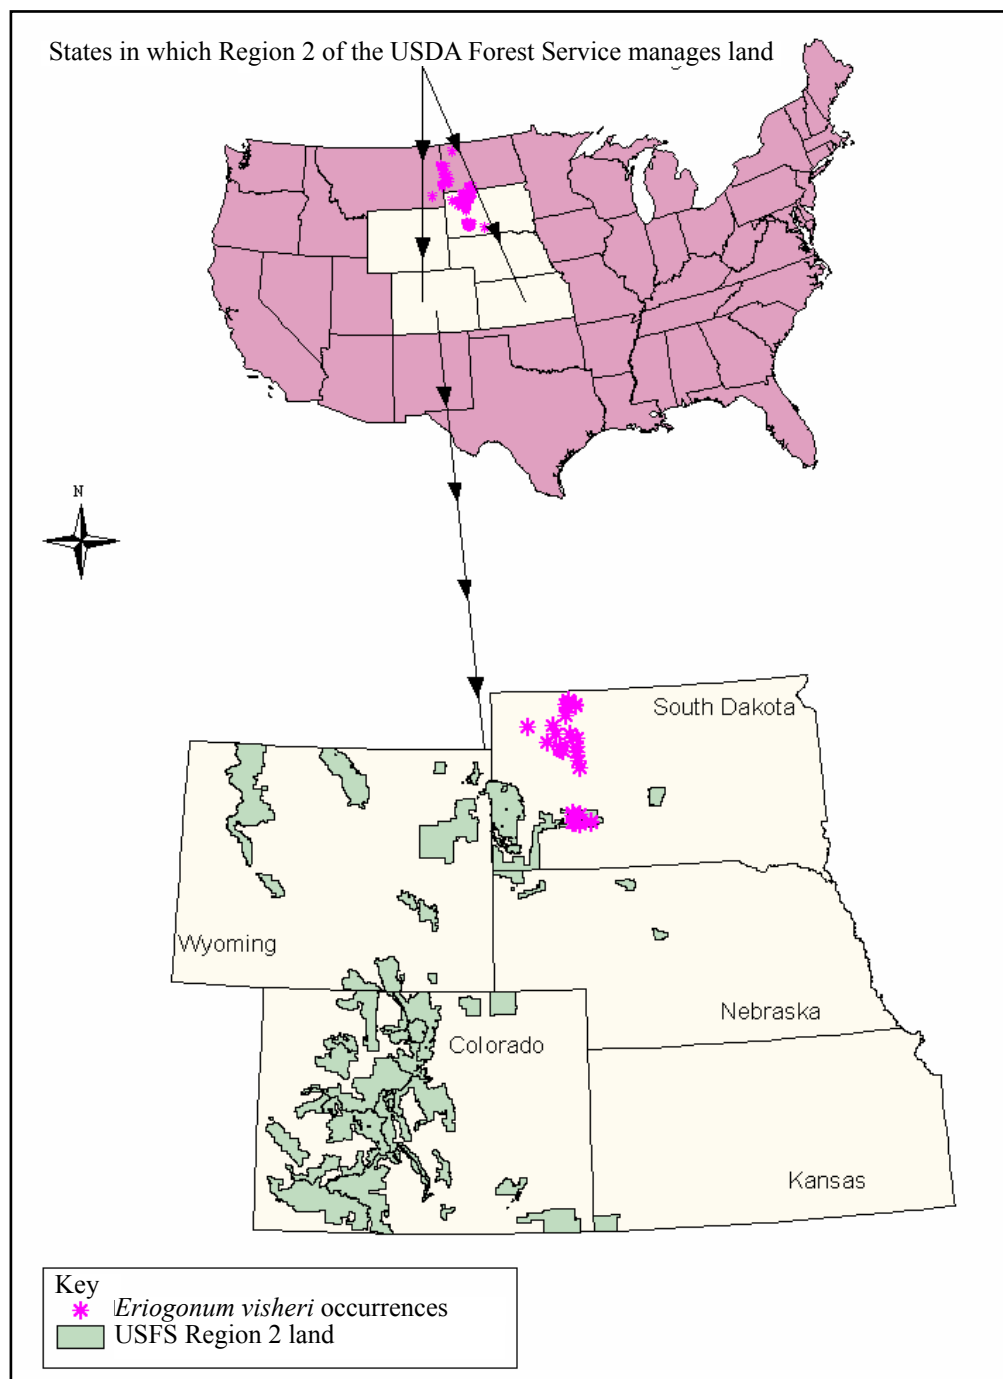 States in which Region 2 of the USDA Forest Service manages land
N
South Dakota
Wyoming
Nebraska
Colorado
Kansas
Key
Eriogonum visheri occurrences
USFS Region 2 land